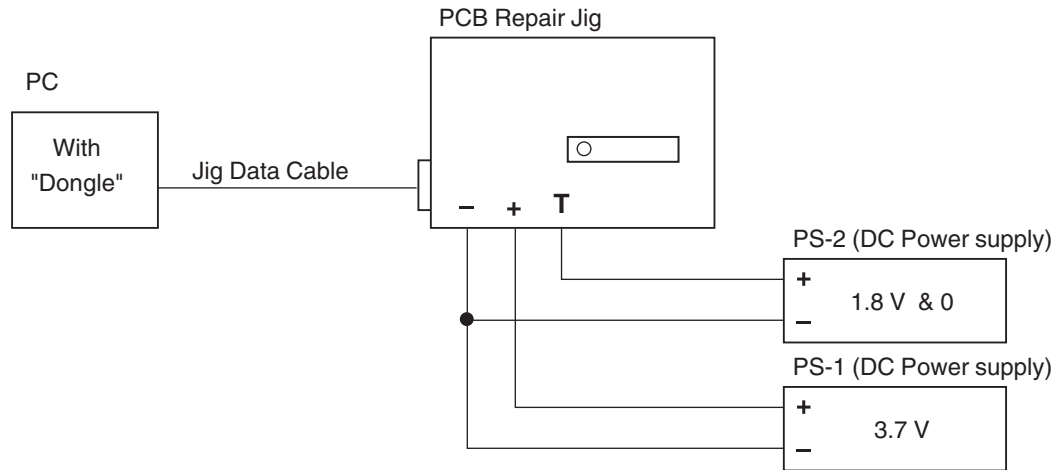 PCB Repair Jig
PC
With
"Dongle"
Jig Data Cable
− + T
PS-2 (DC Power supply)
+
1.8 V & 0
−
PS-1 (DC Power supply)
+
3.7 V
−